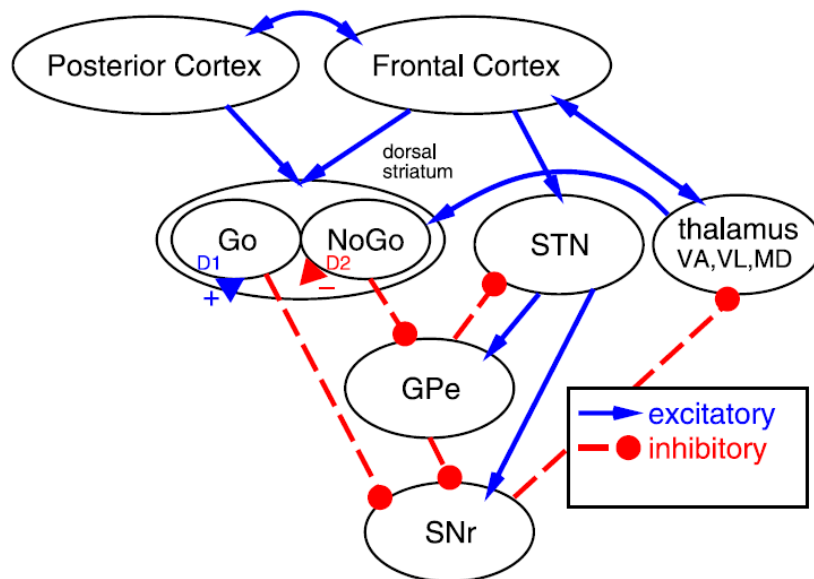 Posterior Cortex
Frontal Cortex
dorsal
striatum
Go
NoGo
D1
D2
+
−
STN
thalamus
VA,VL,MD
GPe
SNr
excitatory
inhibitory